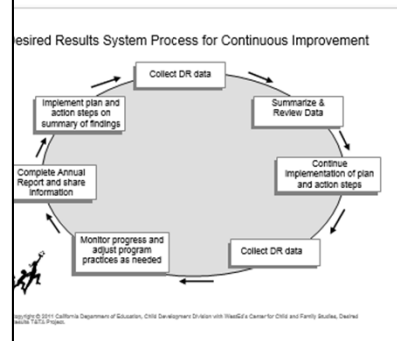 esired Results System Process for Continuous Improvement
Collect DR data
Summarize &
Review Data
Continue
Implementation of plan
and action steps
Collect DR data
Monitor progress and
adjust program
practices as needed
Complete Annual
Report and share
Information
Implement plan and
action steps on
summary of findings
opyright © 2011 California Department of Education, Child Development Division with WestEd's Center for Child and Family Studies, Desired
esults T&TA Project.